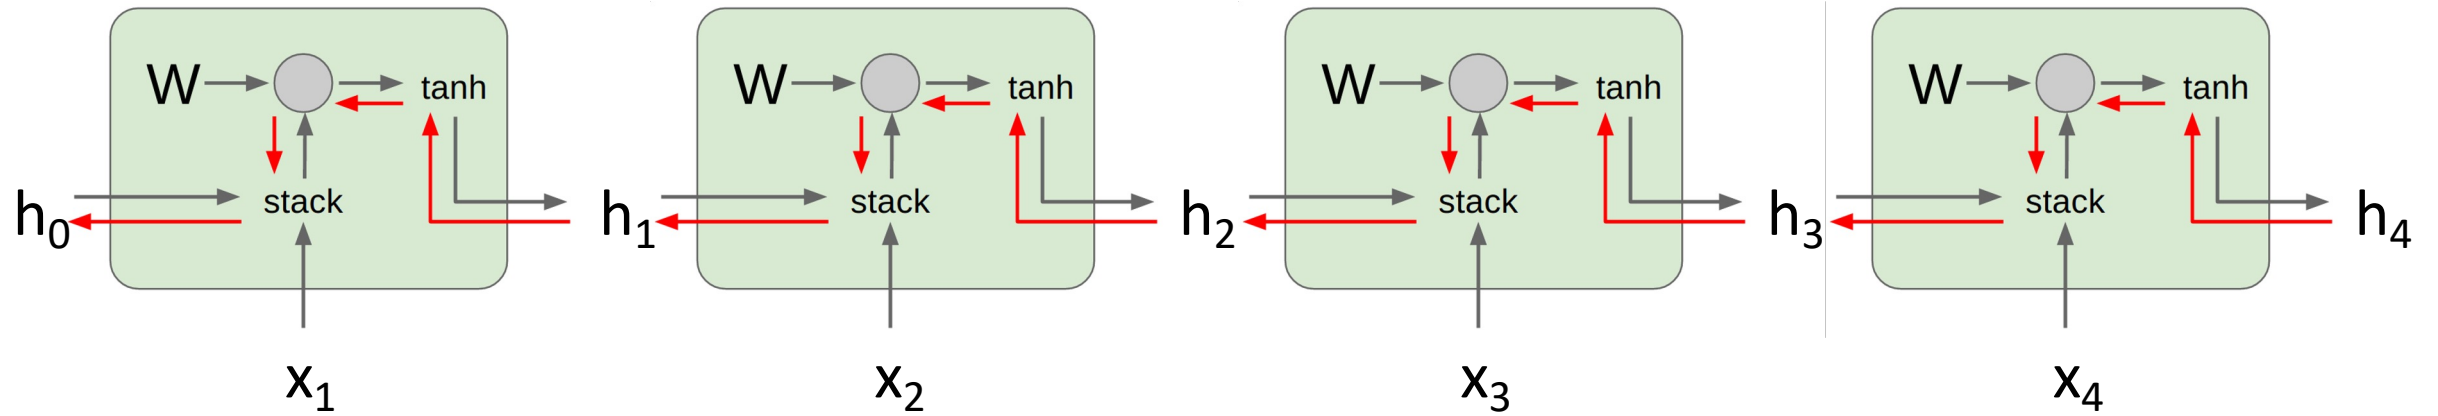 W tanh W tanh W tanh W tanh
h0 stack h1 stack h2 stack h3 stack h4
x1 x2 x3 x4